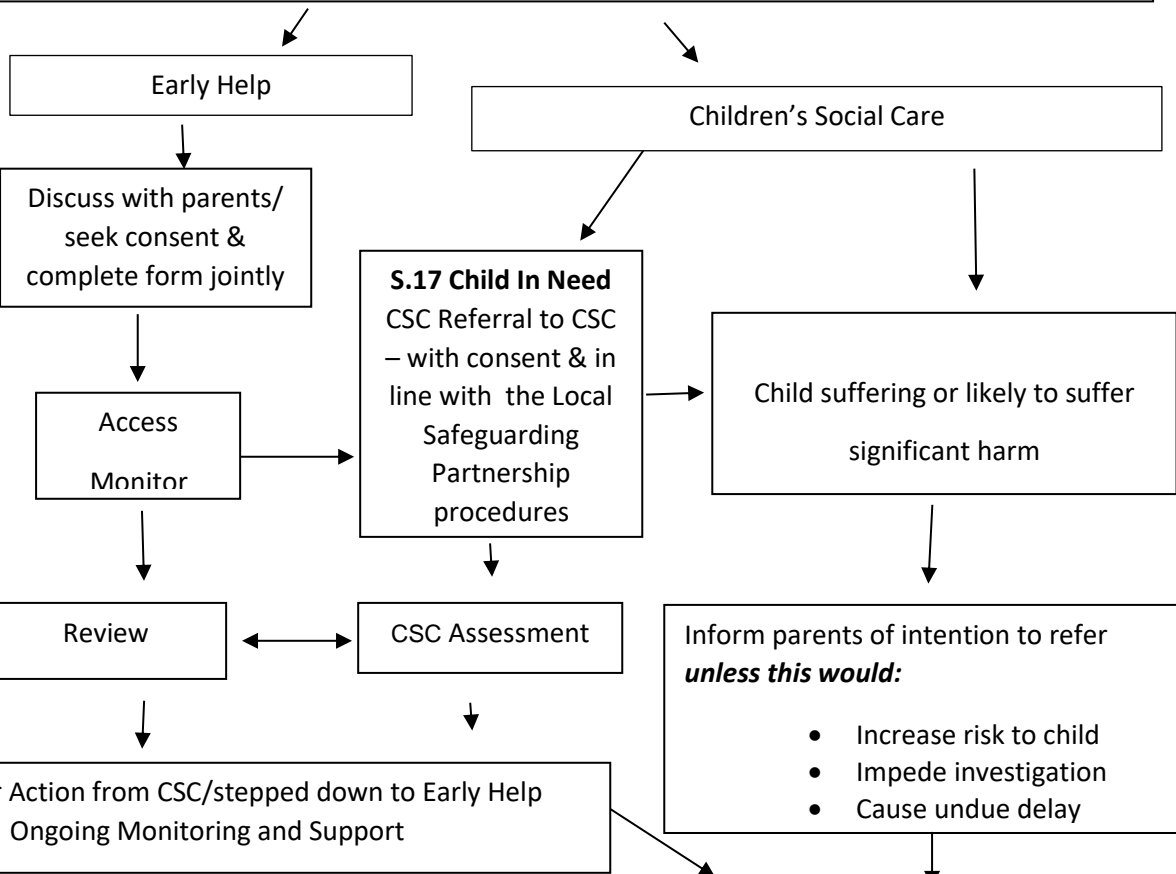 Early Help
Children's Social Care
Discuss with parents/
seek consent &
complete form jointly
S.17 Child In Need
CSC Referral to CSC
– with consent & in
line with the Local
Safeguarding
Partnership
procedures
Child suffering or likely to suffer
significant harm
Access
Monitor
Review
CSC Assessment
Inform parents of intention to refer
unless this would:
• Increase risk to child
• Impede investigation
• Cause undue delay
Action from CSC/stepped down to Early Help
Ongoing Monitoring and Support